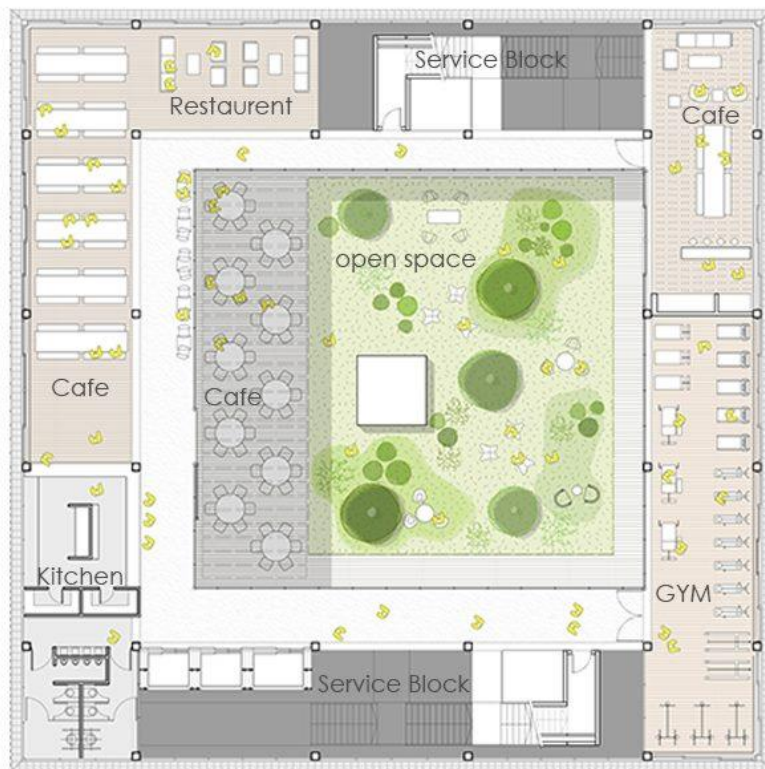 Service Block
Restaurent
Cafe
open space
Cafe
Cafe
Kitchen
GYM
Service Block